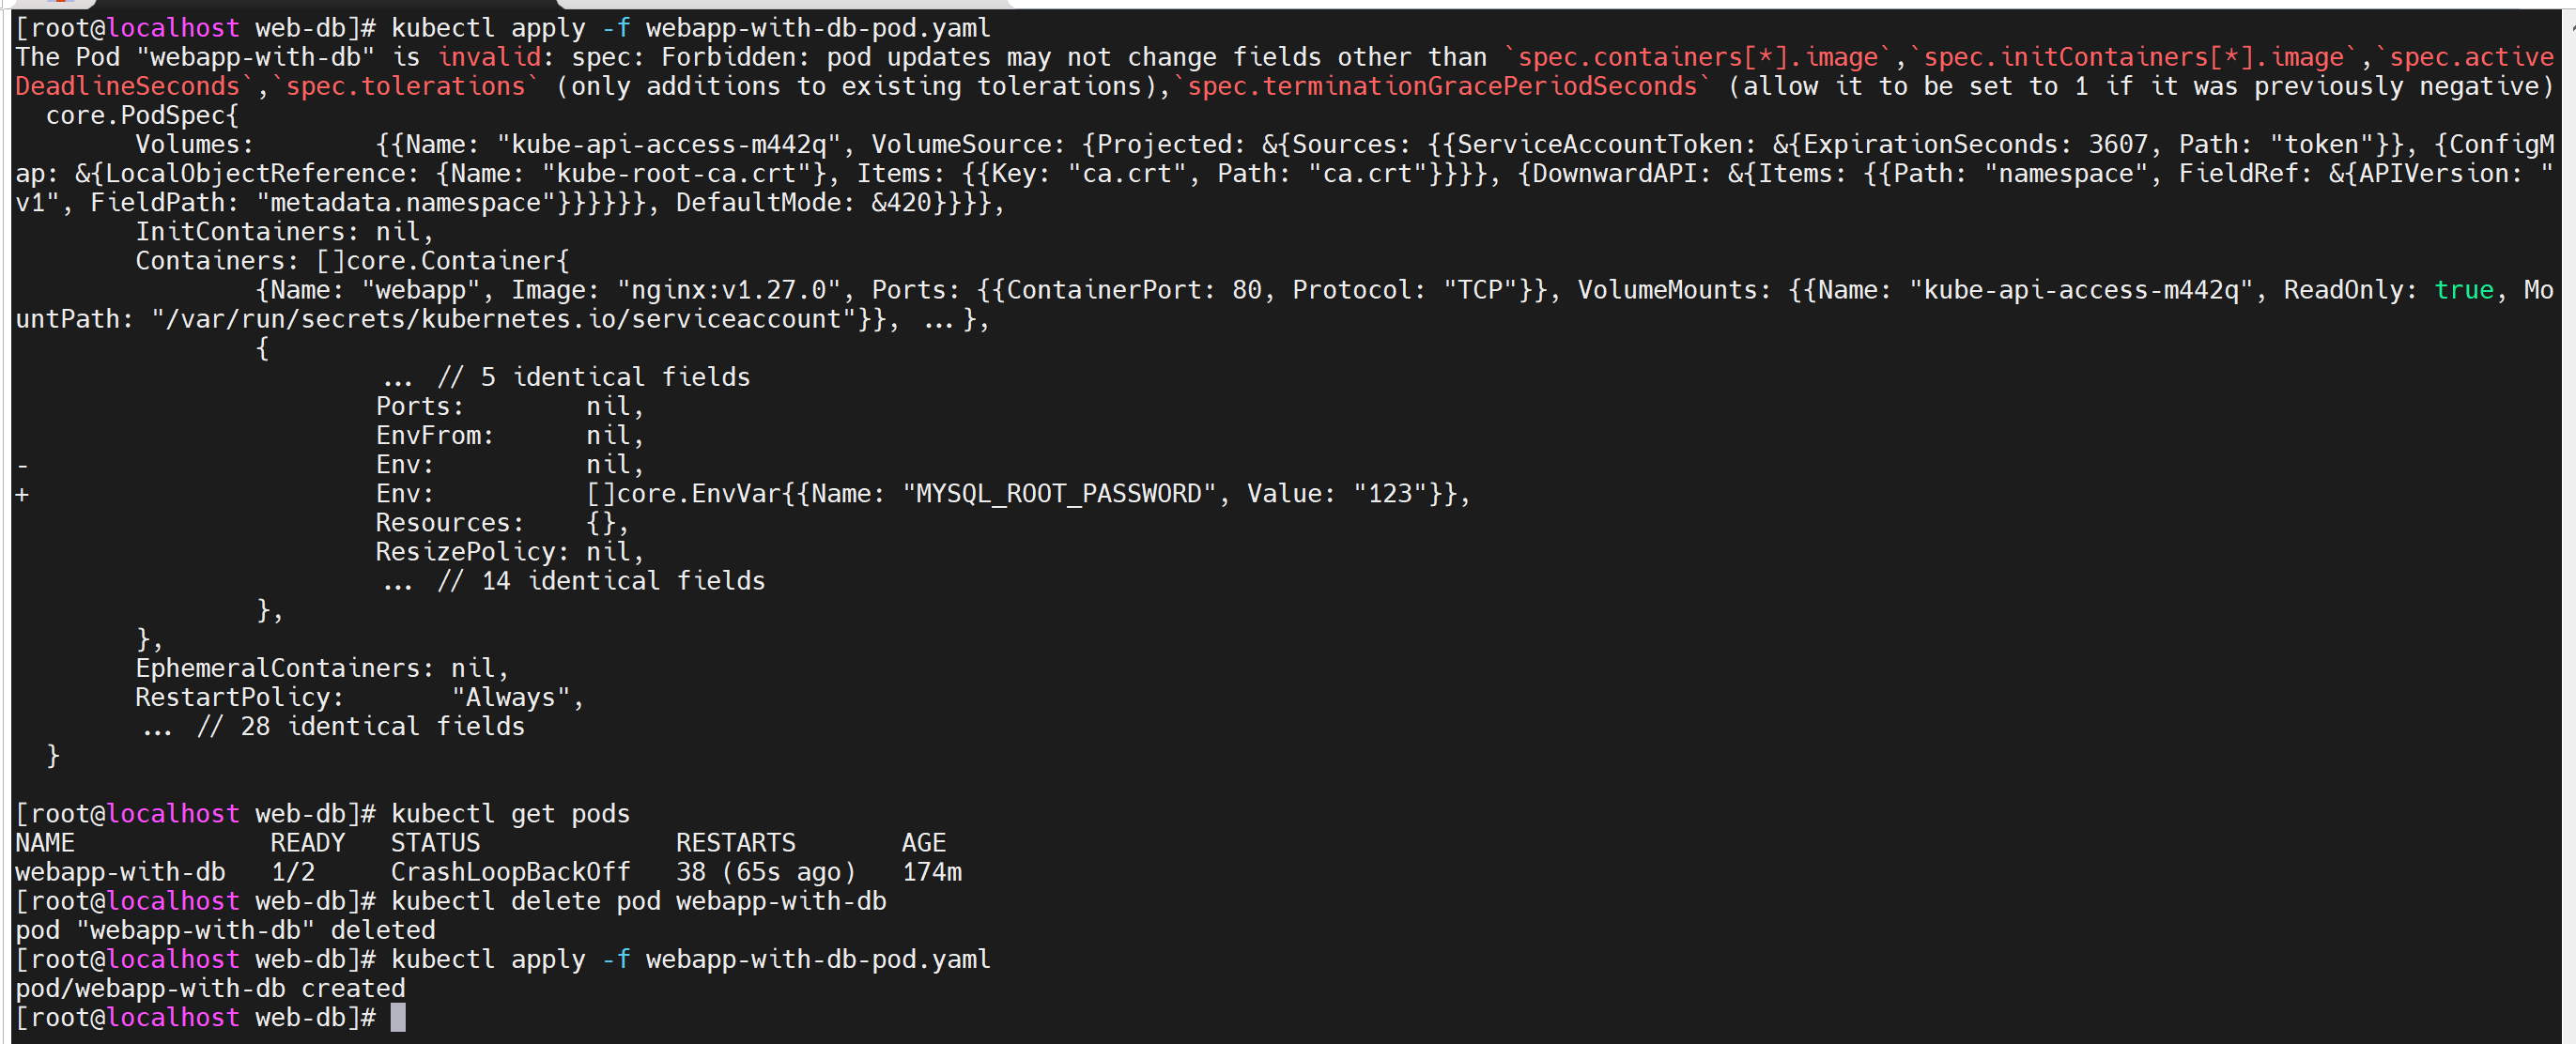 [root@localhost web-db]# kubectl apply -f webapp-with-db-pod.yaml
The Pod "webapp-with-db" is invalid: spec: Forbidden: pod updates may not change fields other than `spec.containers[*].image`,`spec.initContainers[*].image`,`spec.active
DeadlineSeconds`,`spec.tolerations` (only additions to existing tolerations),`spec.terminationGracePeriodSeconds` (allow it to be set to 1 if it was previously negative)
  core.PodSpec{
        Volumes:        {{Name: "kube-api-access-m442q", VolumeSource: {Projected: &{Sources: {{ServiceAccountToken: &{ExpirationSeconds: 3607, Path: "token"}}, {ConfigM
ap: &{LocalObjectReference: {Name: "kube-root-ca.crt"}, Items: {{Key: "ca.crt", Path: "ca.crt"}}}}, {DownwardAPI: &{Items: {{Path: "namespace", FieldRef: &{APIVersion: "
v1", FieldPath: "metadata.namespace"}}}}}}, DefaultMode: &420}}}},
        InitContainers: nil,
        Containers: []core.Container{
                {Name: "webapp", Image: "nginx:v1.27.0", Ports: {{ContainerPort: 80, Protocol: "TCP"}}, VolumeMounts: {{Name: "kube-api-access-m442q", ReadOnly: true, Mo
untPath: "/var/run/secrets/kubernetes.io/serviceaccount"}}, ...},
                {
                        ... // 5 identical fields
                        Ports:        nil,
                        EnvFrom:      nil,
-                       Env:          nil,
+                       Env:          []core.EnvVar{{Name: "MYSQL_ROOT_PASSWORD", Value: "123"}},
                        Resources:    {},
                        ResizePolicy: nil,
                        ... // 14 identical fields
                },
        },
        EphemeralContainers: nil,
        RestartPolicy:       "Always",
        ... // 28 identical fields
  }
[root@localhost web-db]# kubectl get pods
NAME             READY   STATUS             RESTARTS       AGE
webapp-with-db   1/2     CrashLoopBackOff   38 (65s ago)   174m
[root@localhost web-db]# kubectl delete pod webapp-with-db
pod "webapp-with-db" deleted
[root@localhost web-db]# kubectl apply -f webapp-with-db-pod.yaml
pod/webapp-with-db created
[root@localhost web-db]#